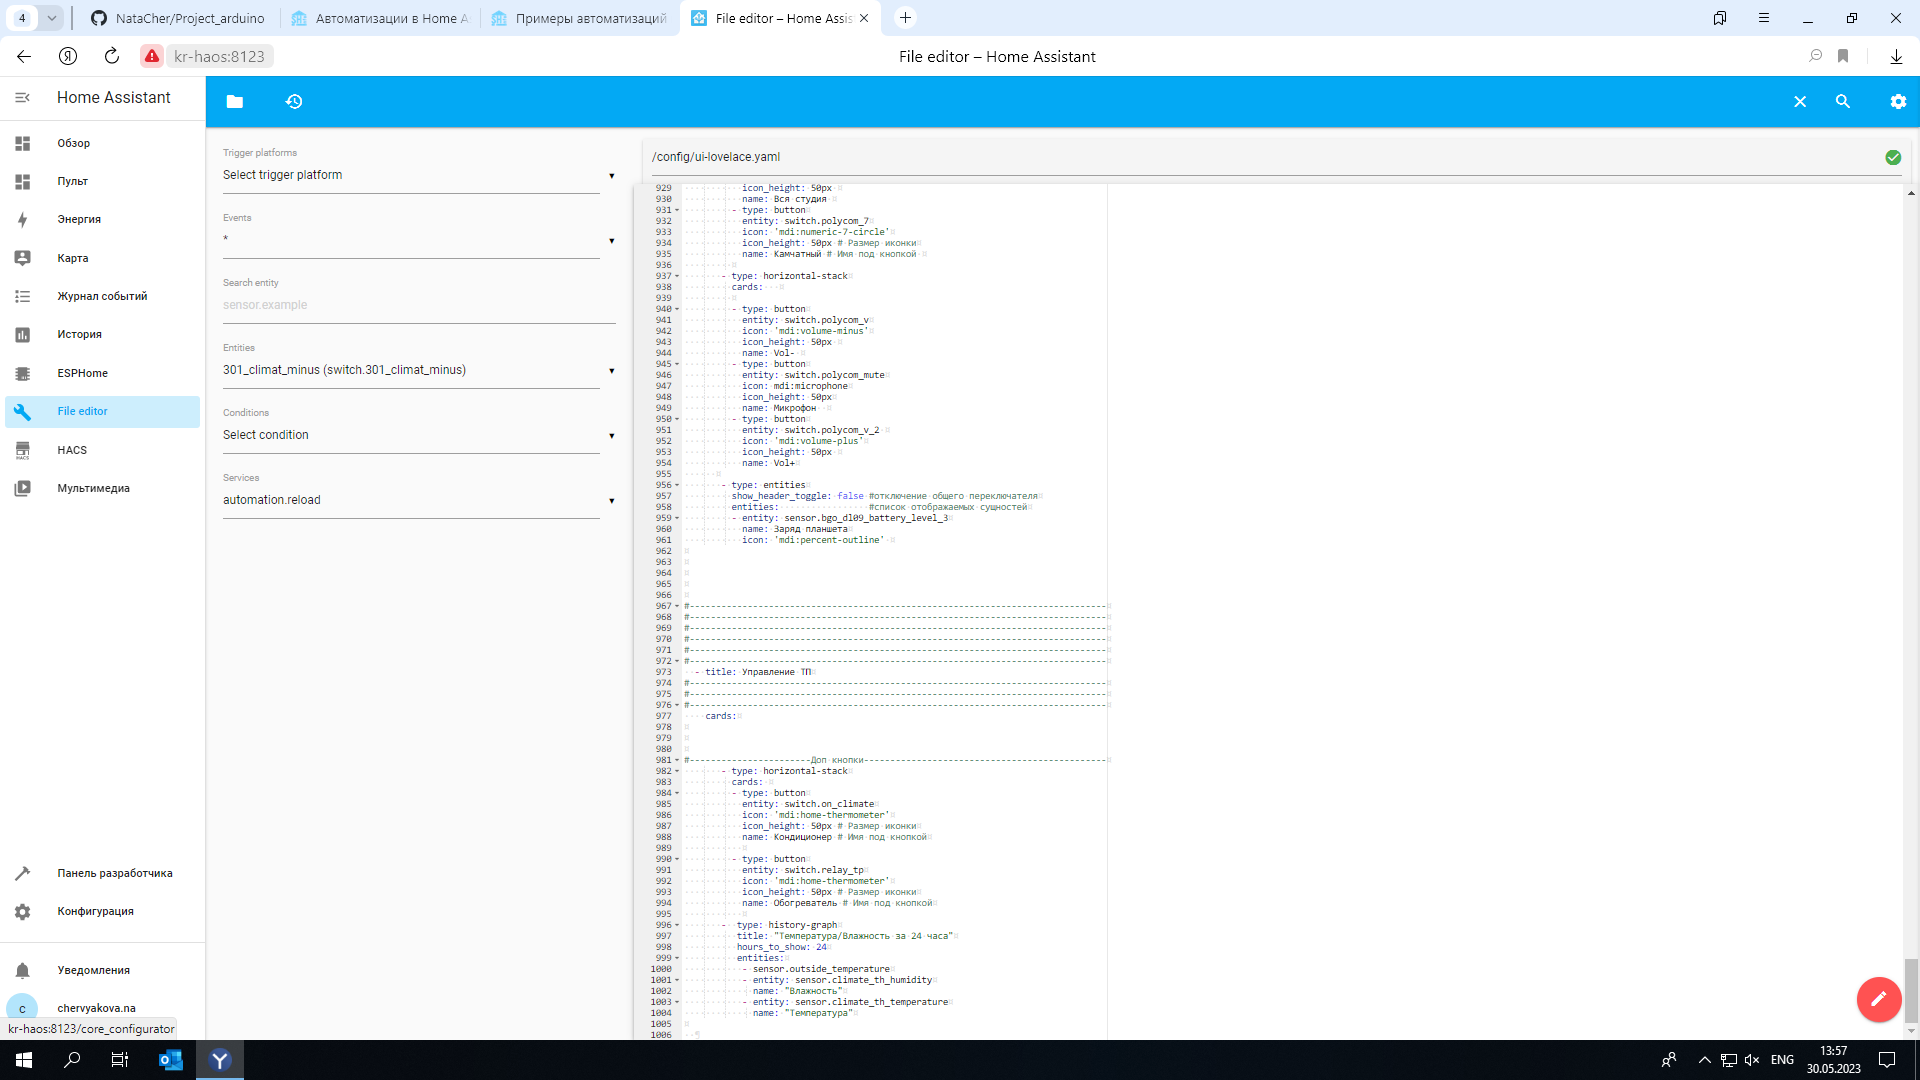 4
NataCher/Project_arduino
Автоматизации в Home A
Примеры автоматизаций
File editor – Home Assis
kr-haos:8123
File editor – Home Assistant
Home Assistant
Обзор
Пульт
Энергия
Карта
Журнал событий
История
ESPHome
File editor
HACS
Мультимедиа
Панель разработчика
Конфигурация
Уведомления
c
chervyakova.na
kr-haos:8123/core_configurator
Trigger platforms
Select trigger platform
Events
*
Search entity
sensor.example
Entities
301_climat_minus (switch.301_climat_minus)
Conditions
Select condition
Services
automation.reload
/config/ui-lovelace.yaml
929 icon_height: 50px
930 name: Вся студия
931 - type: button
932 entity: switch.polycom_7
933 icon: 'mdi:numeric-7-circle'
934 icon_height: 50px # Размер иконки
935 name: Камчатный # Имя под кнопкой
936
937 - type: horizontal-stack
938 cards:
939
940 - type: button
941 entity: switch.polycom_v
942 icon: 'mdi:volume-minus'
943 icon_height: 50px
944 name: Vol-
945 - type: button
946 entity: switch.polycom_mute
947 icon: mdi:microphone
948 icon_height: 50px
949 name: Микрофон
950 - type: button
951 entity: switch.polycom_v_2
952 icon: 'mdi:volume-plus'
953 icon_height: 50px
954 name: Vol+
955
956 - type: entities
957 show_header_toggle: false #отключение общего переключателя
958 entities: #список отображаемых сущностей
959 - entity: sensor.bgo_dl09_battery_level_3
960 name: Заряд планшета
961 icon: 'mdi:percent-outline'
962
963
964
965
966
967 #-------------------------------------------------------------------------------
968 #-------------------------------------------------------------------------------
969 #-------------------------------------------------------------------------------
970 #-------------------------------------------------------------------------------
971 #-------------------------------------------------------------------------------
972 #-------------------------------------------------------------------------------
973 - title: Управление ТП
974 #-------------------------------------------------------------------------------
975 #-------------------------------------------------------------------------------
976 #-------------------------------------------------------------------------------
977 cards:
978
979
980
981 #-----------------------Доп кнопки----------------------------------------------
982 - type: horizontal-stack
983 cards:
984 - type: button
985 entity: switch.on_climate
986 icon: 'mdi:home-thermometer'
987 icon_height: 50px # Размер иконки
988 name: Кондиционер # Имя под кнопкой
989
990 - type: button
991 entity: switch.relay_tp
992 icon: 'mdi:home-thermometer'
993 icon_height: 50px # Размер иконки
994 name: Обогреватель # Имя под кнопкой
995
996 - type: history-graph
997 title: "Температура/Влажность за 24 часа"
998 hours_to_show: 24
999 entities:
1000 - sensor.outside_temperature
1001 - entity: sensor.climate_th_humidity
1002 name: "Влажность"
1003 - entity: sensor.climate_th_temperature
1004 name: "Температура"
1005
1006
ENG
13:57
30.05.2023